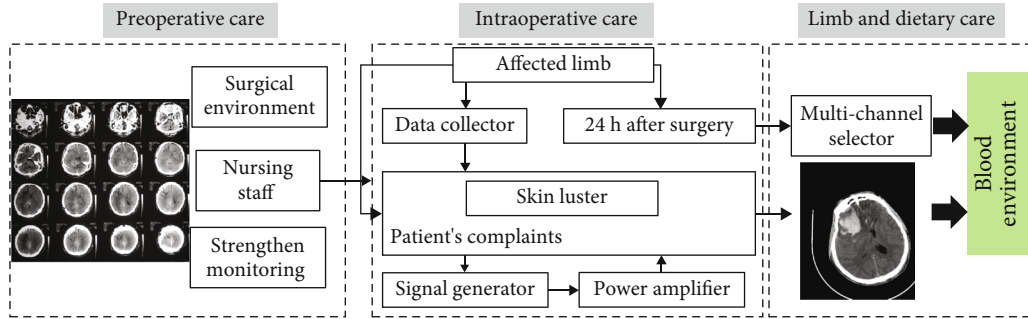 Preoperative care
Intraoperative care
Limb and dietary care
Surgical
environment
Nursing
staff
Strengthen
monitoring
Affected limb
Data collector
24 h after surgery
Skin luster
Patient's complaints
Signal generator
Power amplifier
Multi-channel
selector
Blood
environment